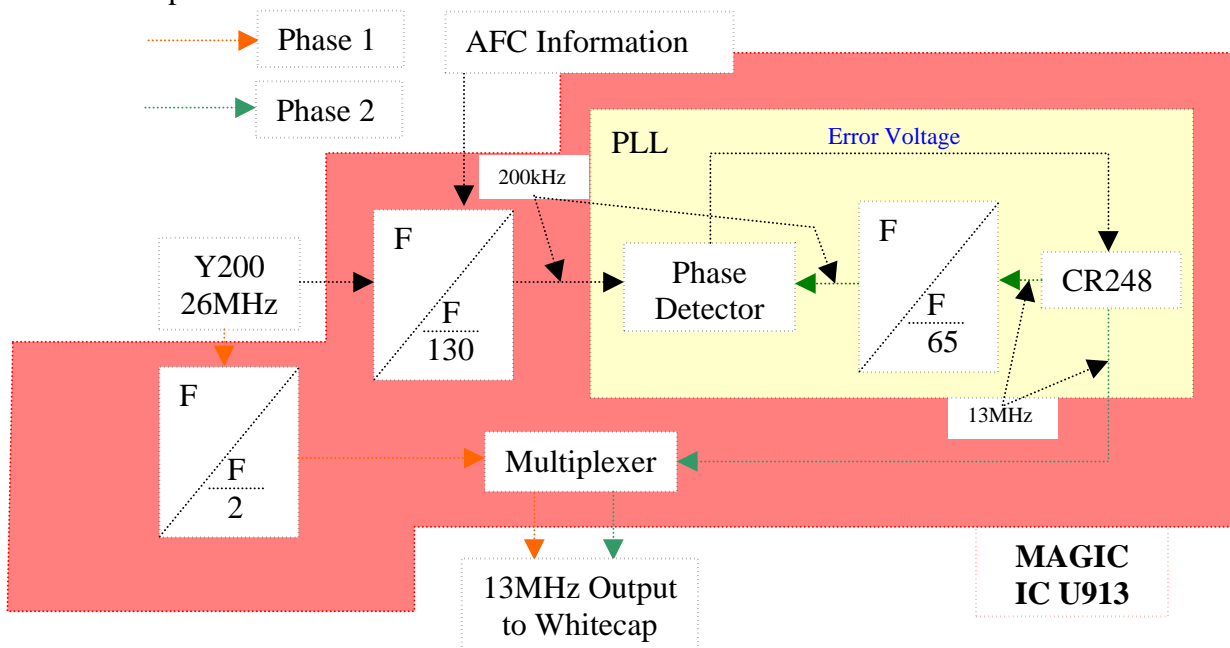 Phase 1
AFC Information
Phase 2
PLL
Error Voltage
200kHz
F
F
130
Phase
Detector
F
F
65
CR248
Y200
26MHz
13MHz
F
F
2
Multiplexer
13MHz Output
to Whitecap
MAGIC
IC U913